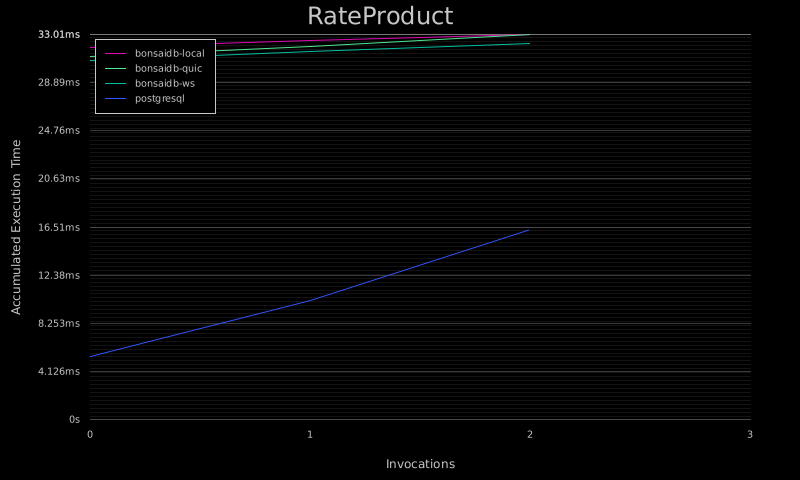 RateProduct
33.01ms
28.89ms
24.76ms
20.63ms
16.51ms
12.38ms
8.253ms
4.126ms
0s
bonsaidb-local
bonsaidb-quic
bonsaidb-ws
postgresql
Accumulated Execution Time
0 1 2 3
Invocations